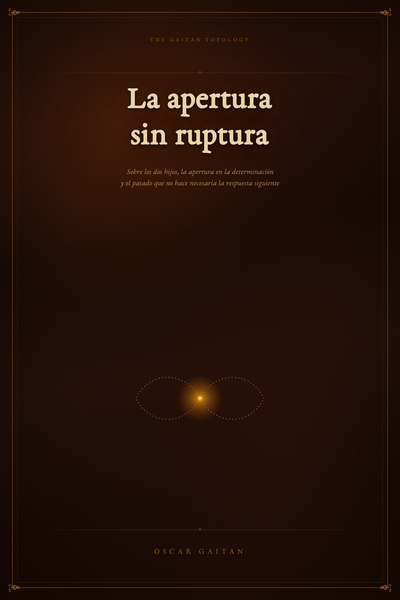 THE GAITAN TOPOLOGY
La apertura
sin ruptura
Sobre los dos hijos, la apertura en la determinación
y el pasado que no hace necesaria la respuesta siguiente
OSCAR GAITAN